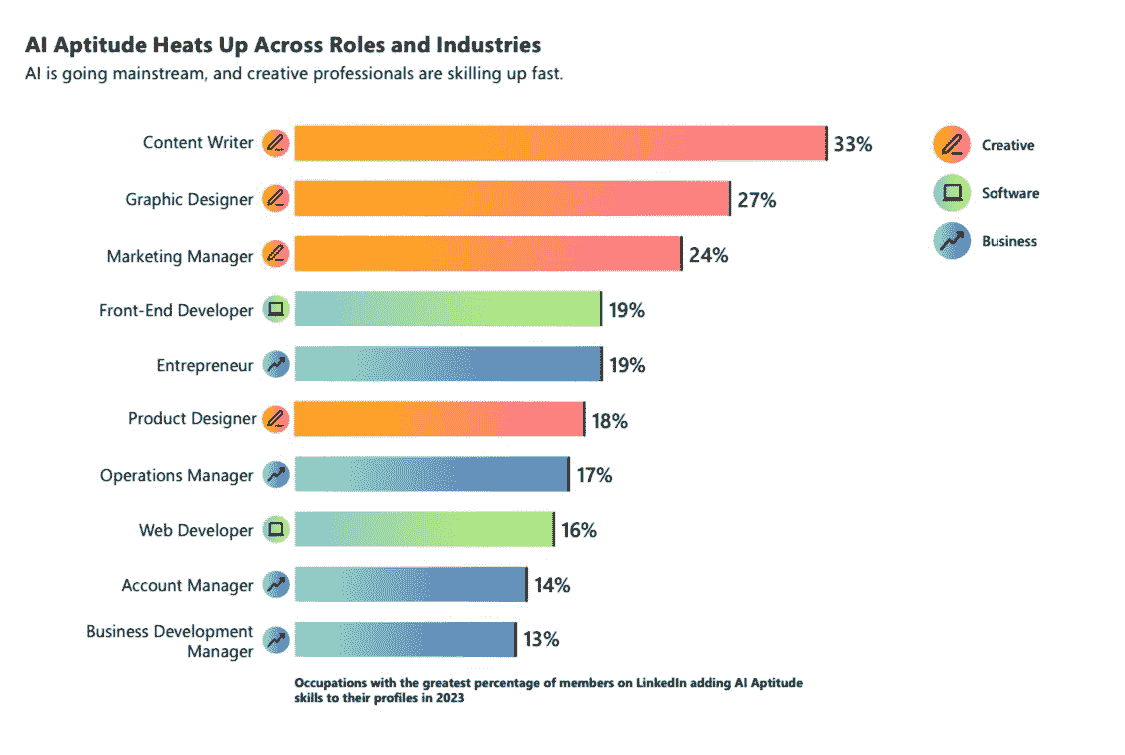 AI Aptitude Heats Up Across Roles and Industries
AI is going mainstream, and creative professionals are skilling up fast.
Content Writer 33%
Graphic Designer 27%
Marketing Manager 24%
Front-End Developer 19%
Entrepreneur 19%
Product Designer 18%
Operations Manager 17%
Web Developer 16%
Account Manager 14%
Business Development
Manager 13%
Creative
Software
Business
Occupations with the greatest percentage of members on LinkedIn adding AI Aptitude
skills to their profiles in 2023